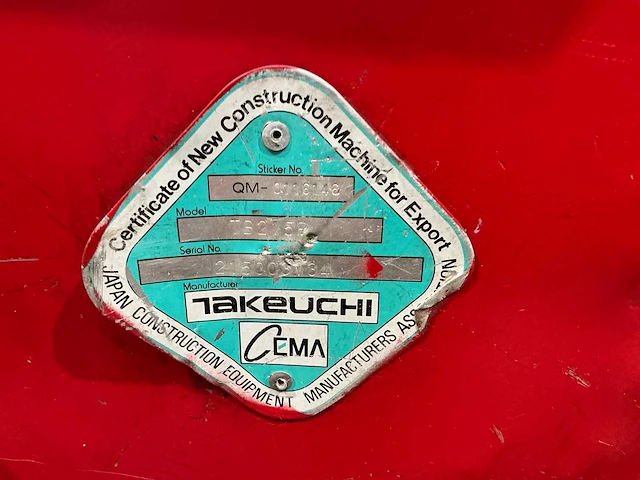 Certificate of New Construction Machine for Export
Sticker No.
QM-0116148
Model
Serial No.
Manufacturer
TAKEUCHI
CEMA
JAPAN CONSTRUCTION EQUIPMENT MANUFACTURERS